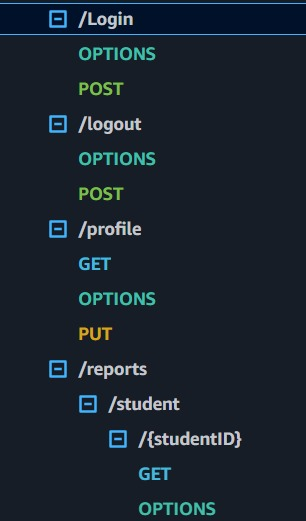 /Login
OPTIONS
POST
/logout
OPTIONS
POST
/profile
GET
OPTIONS
PUT
/reports
/student
/{studentID}
GET
OPTIONS